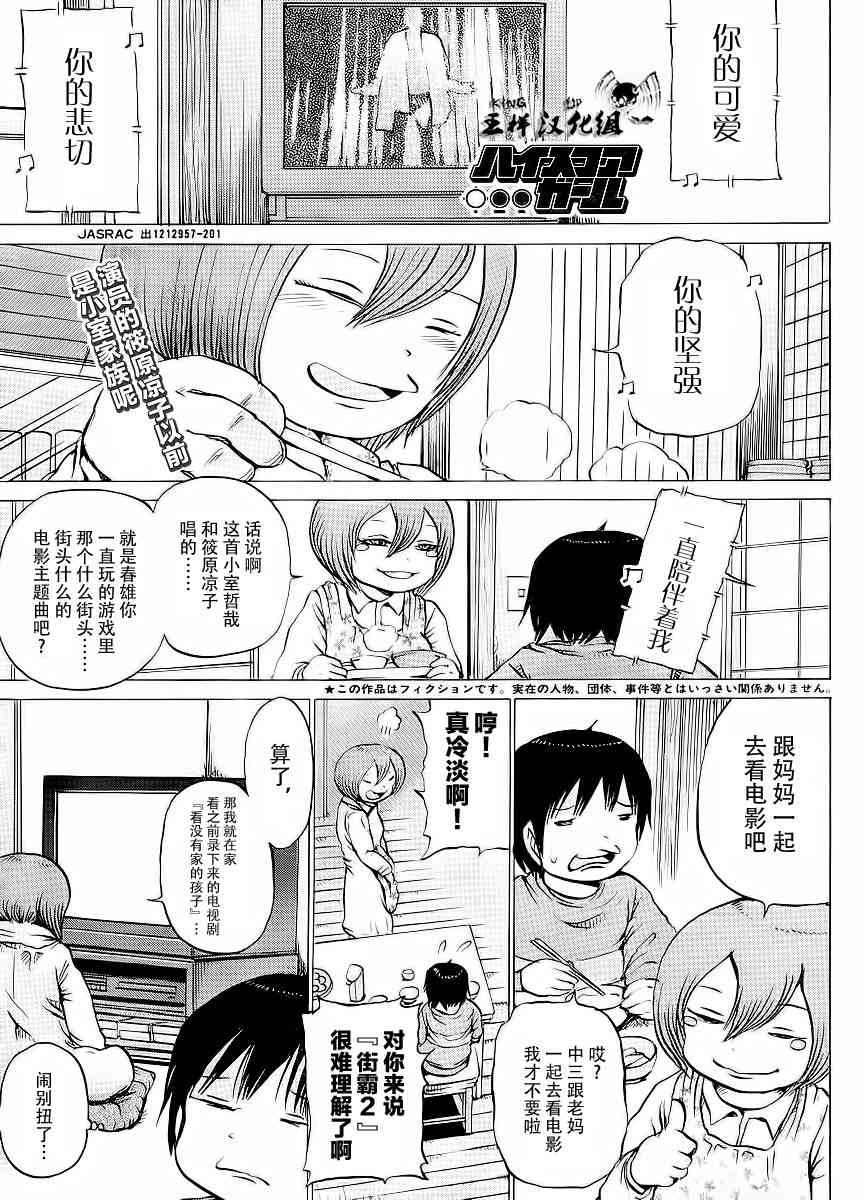 你的可爱
你的悲切
KING UP
王样汉化组
ハイスコア
ガール
JASRAC 出1212957-201
你的坚强
演员的筱原凉子以前
是小室家族呢
一直陪伴着我
话说啊
这首小室哲哉
和筱原凉子
唱的……
就是春雄你
一直玩的游戏里
那个什么街头……
街头什么的
电影主题曲吧？
★この作品はフィクションです。実在の人物、団体、事件等とはいっさい関係ありません。
跟妈妈一起
去看电影吧
哎？
中三跟老妈
一起去看电影
我才不要啦
哼！
真冷淡啊！
对你来说
『街霸2』
很难理解了啊
算了，
那我就在家
看之前录下来的电视剧
『看没有家的孩子』…
闹别扭了…